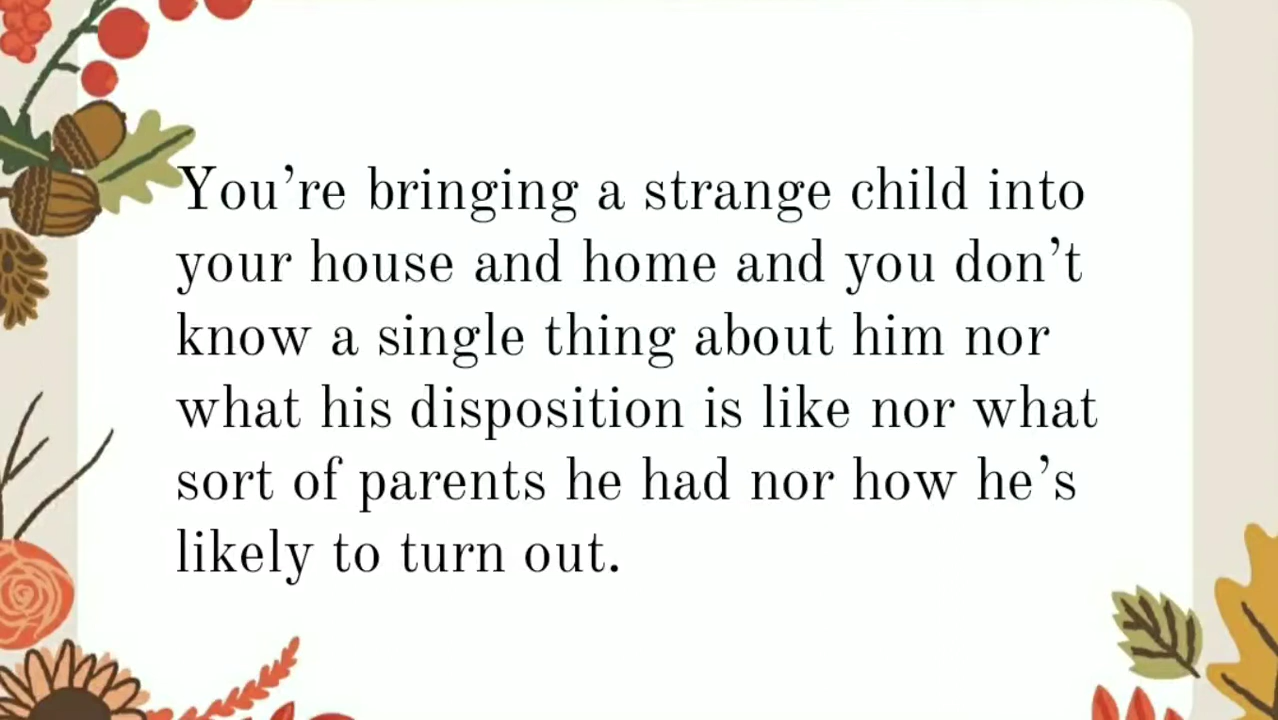 You’re bringing a strange child into
your house and home and you don’t
know a single thing about him nor
what his disposition is like nor what
sort of parents he had nor how he’s
likely to turn out.